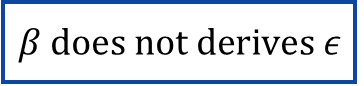 β does not derives ϵ